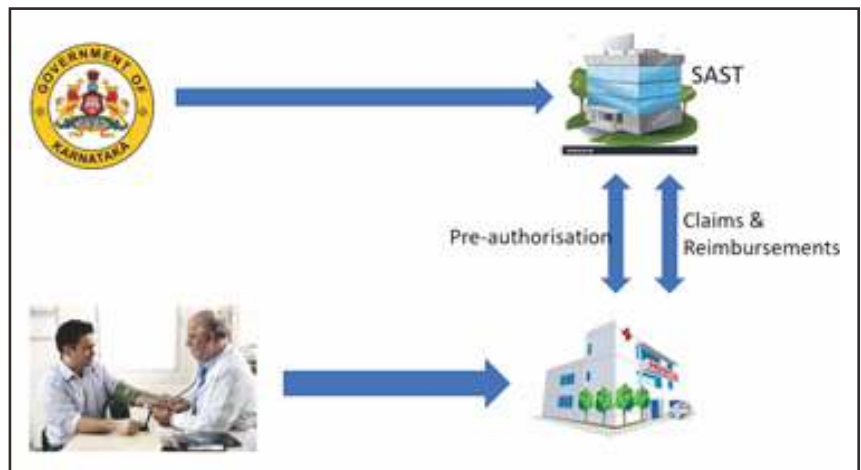 GOVERNMENT OF
KARNATAKA
SAST
Pre-authorisation
Claims &
Reimbursements